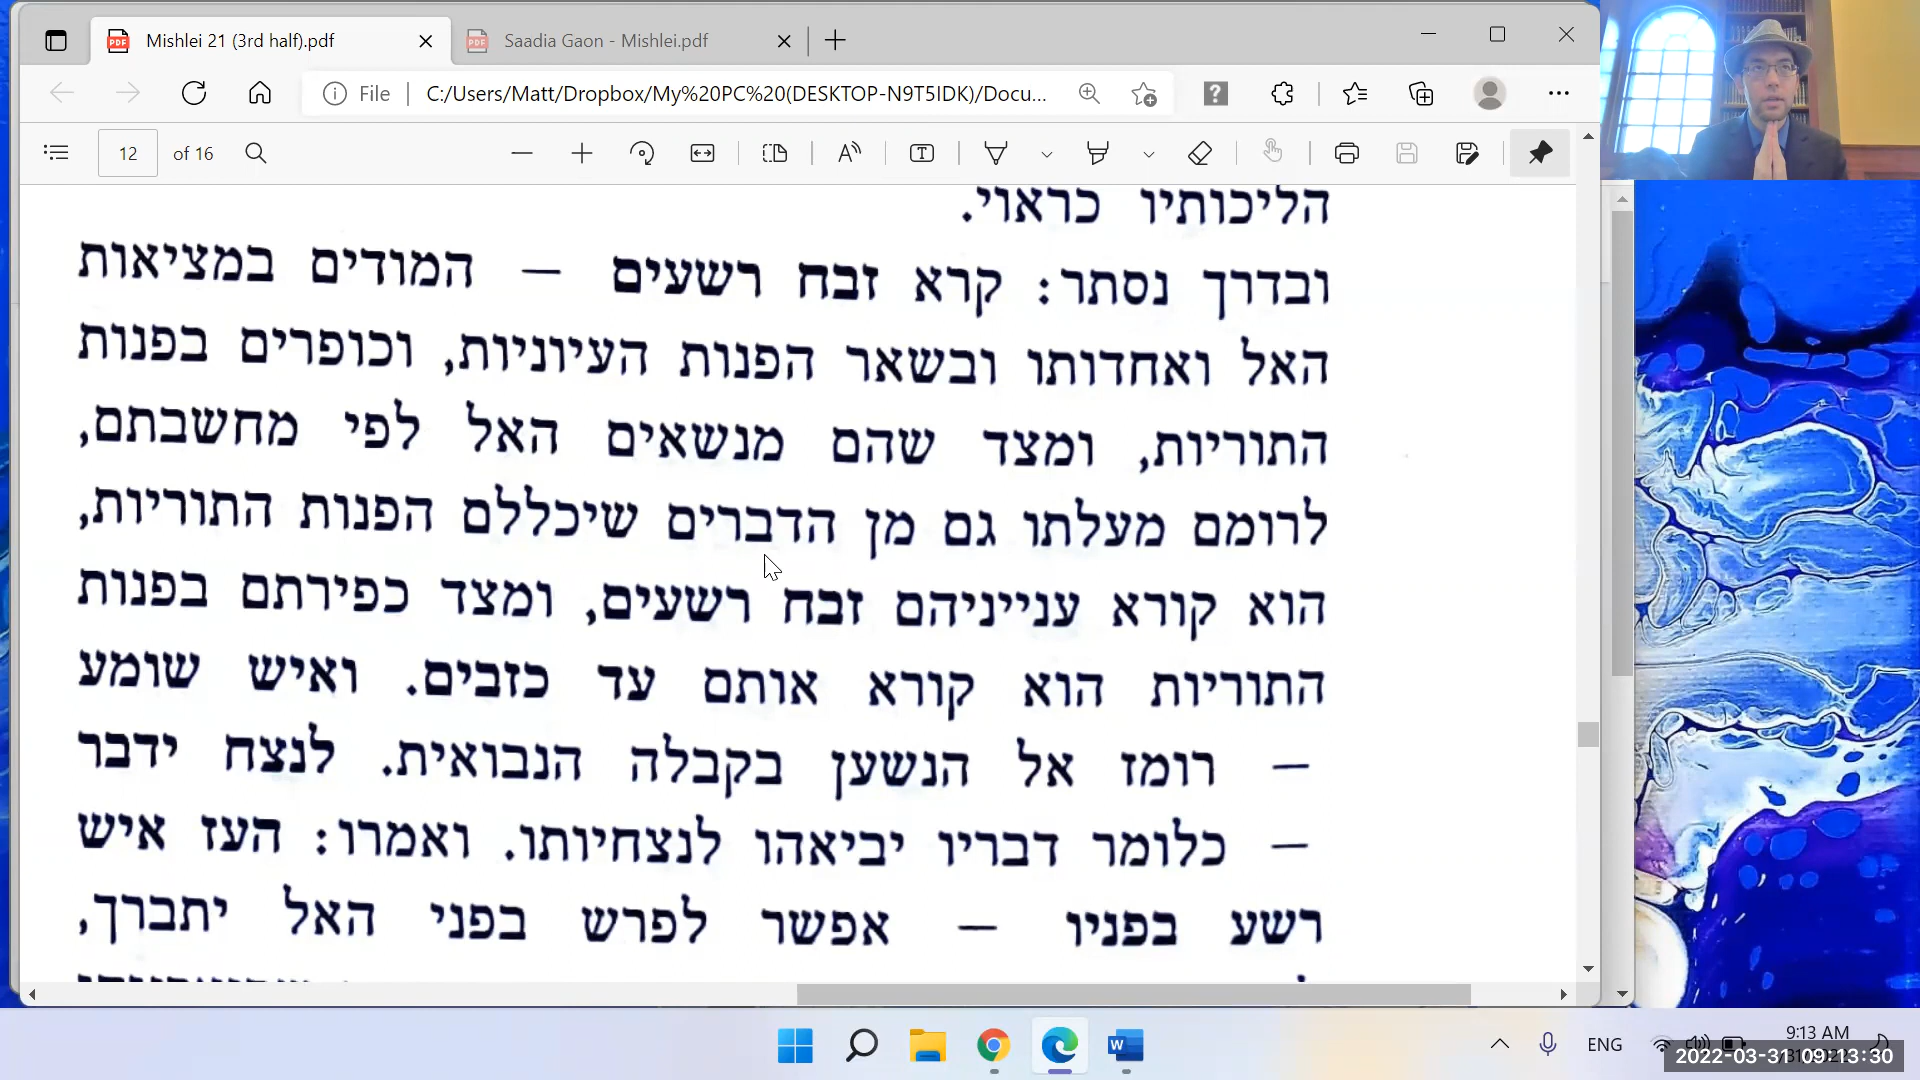 Mishlei 21 (3rd half).pdf
Saadia Gaon - Mishlei.pdf
File
C:/Users/Matt/Dropbox/My%20PC%20(DESKTOP-N9T5IDK)/Docu...
12 of 16
הליכותיו כראוי.
ובדרך נסתר: קרא זבח רשעים — המודים במציאות
האל ואחדותו ובשאר הפנות העיוניות, וכופרים בפנות
התוריות, ומצד שהם מנשאים האל לפי מחשבתם,
לרומם מעלתו גם מן הדברים שיכללם הפנות התוריות,
הוא קורא ענייניהם זבח רשעים, ומצד כפירתם בפנות
התוריות הוא קורא אותם עד כזבים. ואיש שומע
— רומז אל הנשען בקבלה הנבואית. לנצח ידבר
— כלומר דבריו יביאהו לנצחיותו. ואמרו: העז איש
רשע בפניו — אפשר לפרש בפני האל יתברך,
ENG
9:13 AM
2022-03-31 09:13:30